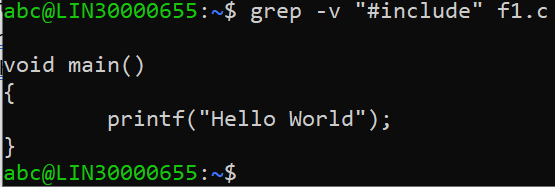 abc@LIN30000655:~$ grep -v "#include" f1.c

void main()
{
        printf("Hello World");
}
abc@LIN30000655:~$